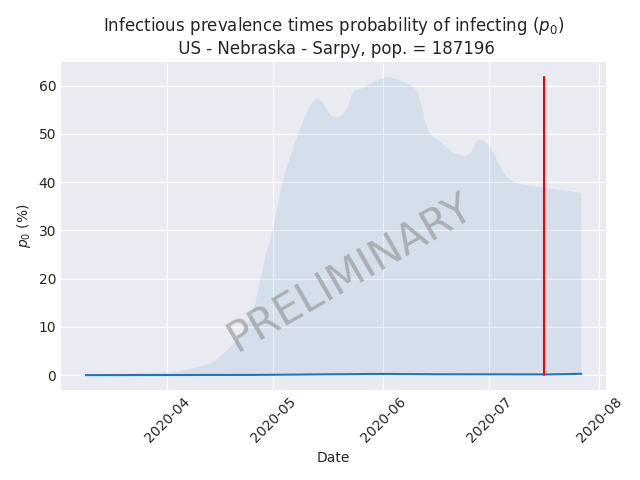 Infectious prevalence times probability of infecting (p0)
US - Nebraska - Sarpy, pop. = 187196
60
50
40
30
20
10
0
p0 (%)
PRELIMINARY
2020-04
2020-05
2020-06
2020-07
2020-08
Date